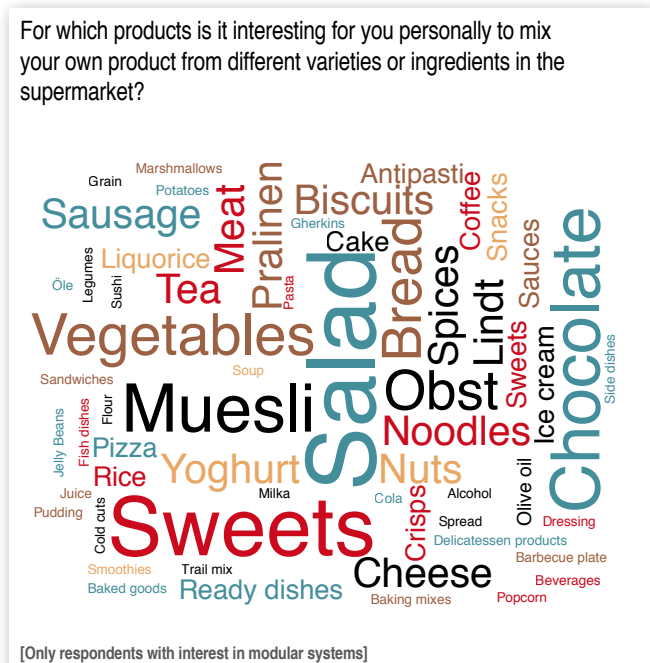 For which products is it interesting for you personally to mix
your own product from different varieties or ingredients in the
supermarket?
Marshmallows
Grain
Potatoes
Sausage
Meat
Pralinen
Biscuits
Antipasti
Gherkins
Cake
Coffee
Snacks
Sauces
Chocolate
Liquorice
Legumes
Sushi
Öle
Tea
Pasta
Salad
Bread
Spices
Lindt
Vegetables
Sweets
Ice cream
Side dishes
Soup
Sandwiches
Muesli
Obst
Noodles
Jelly Beans
Fish dishes
Flour
Pizza
Rice
Yoghurt
Nuts
Juice
Pudding
Cold cuts
Sweets
Milka
Cola
Crisps
Alcohol
Spread
Olive oil
Dressing
Delicatessen products
Barbecue plate
Smoothies
Trail mix
Baked goods
Ready dishes
Cheese
Baking mixes
Beverages
Popcorn
[Only respondents with interest in modular systems]